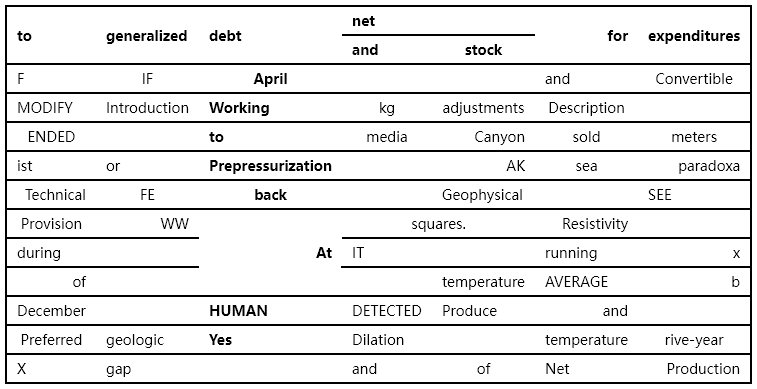 net
to generalized debt for expenditures
and stock
F IF April and Convertible
MODIFY Introduction Working kg adjustments Description
ENDED to media Canyon sold meters
ist or Prepressurization AK sea paradoxa
Technical FE back Geophysical SEE
Provision WW squares. Resistivity
during At IT running x
of temperature AVERAGE b
December HUMAN DETECTED Produce and
Preferred geologic Yes Dilation temperature rive-year
X gap and of Net Production